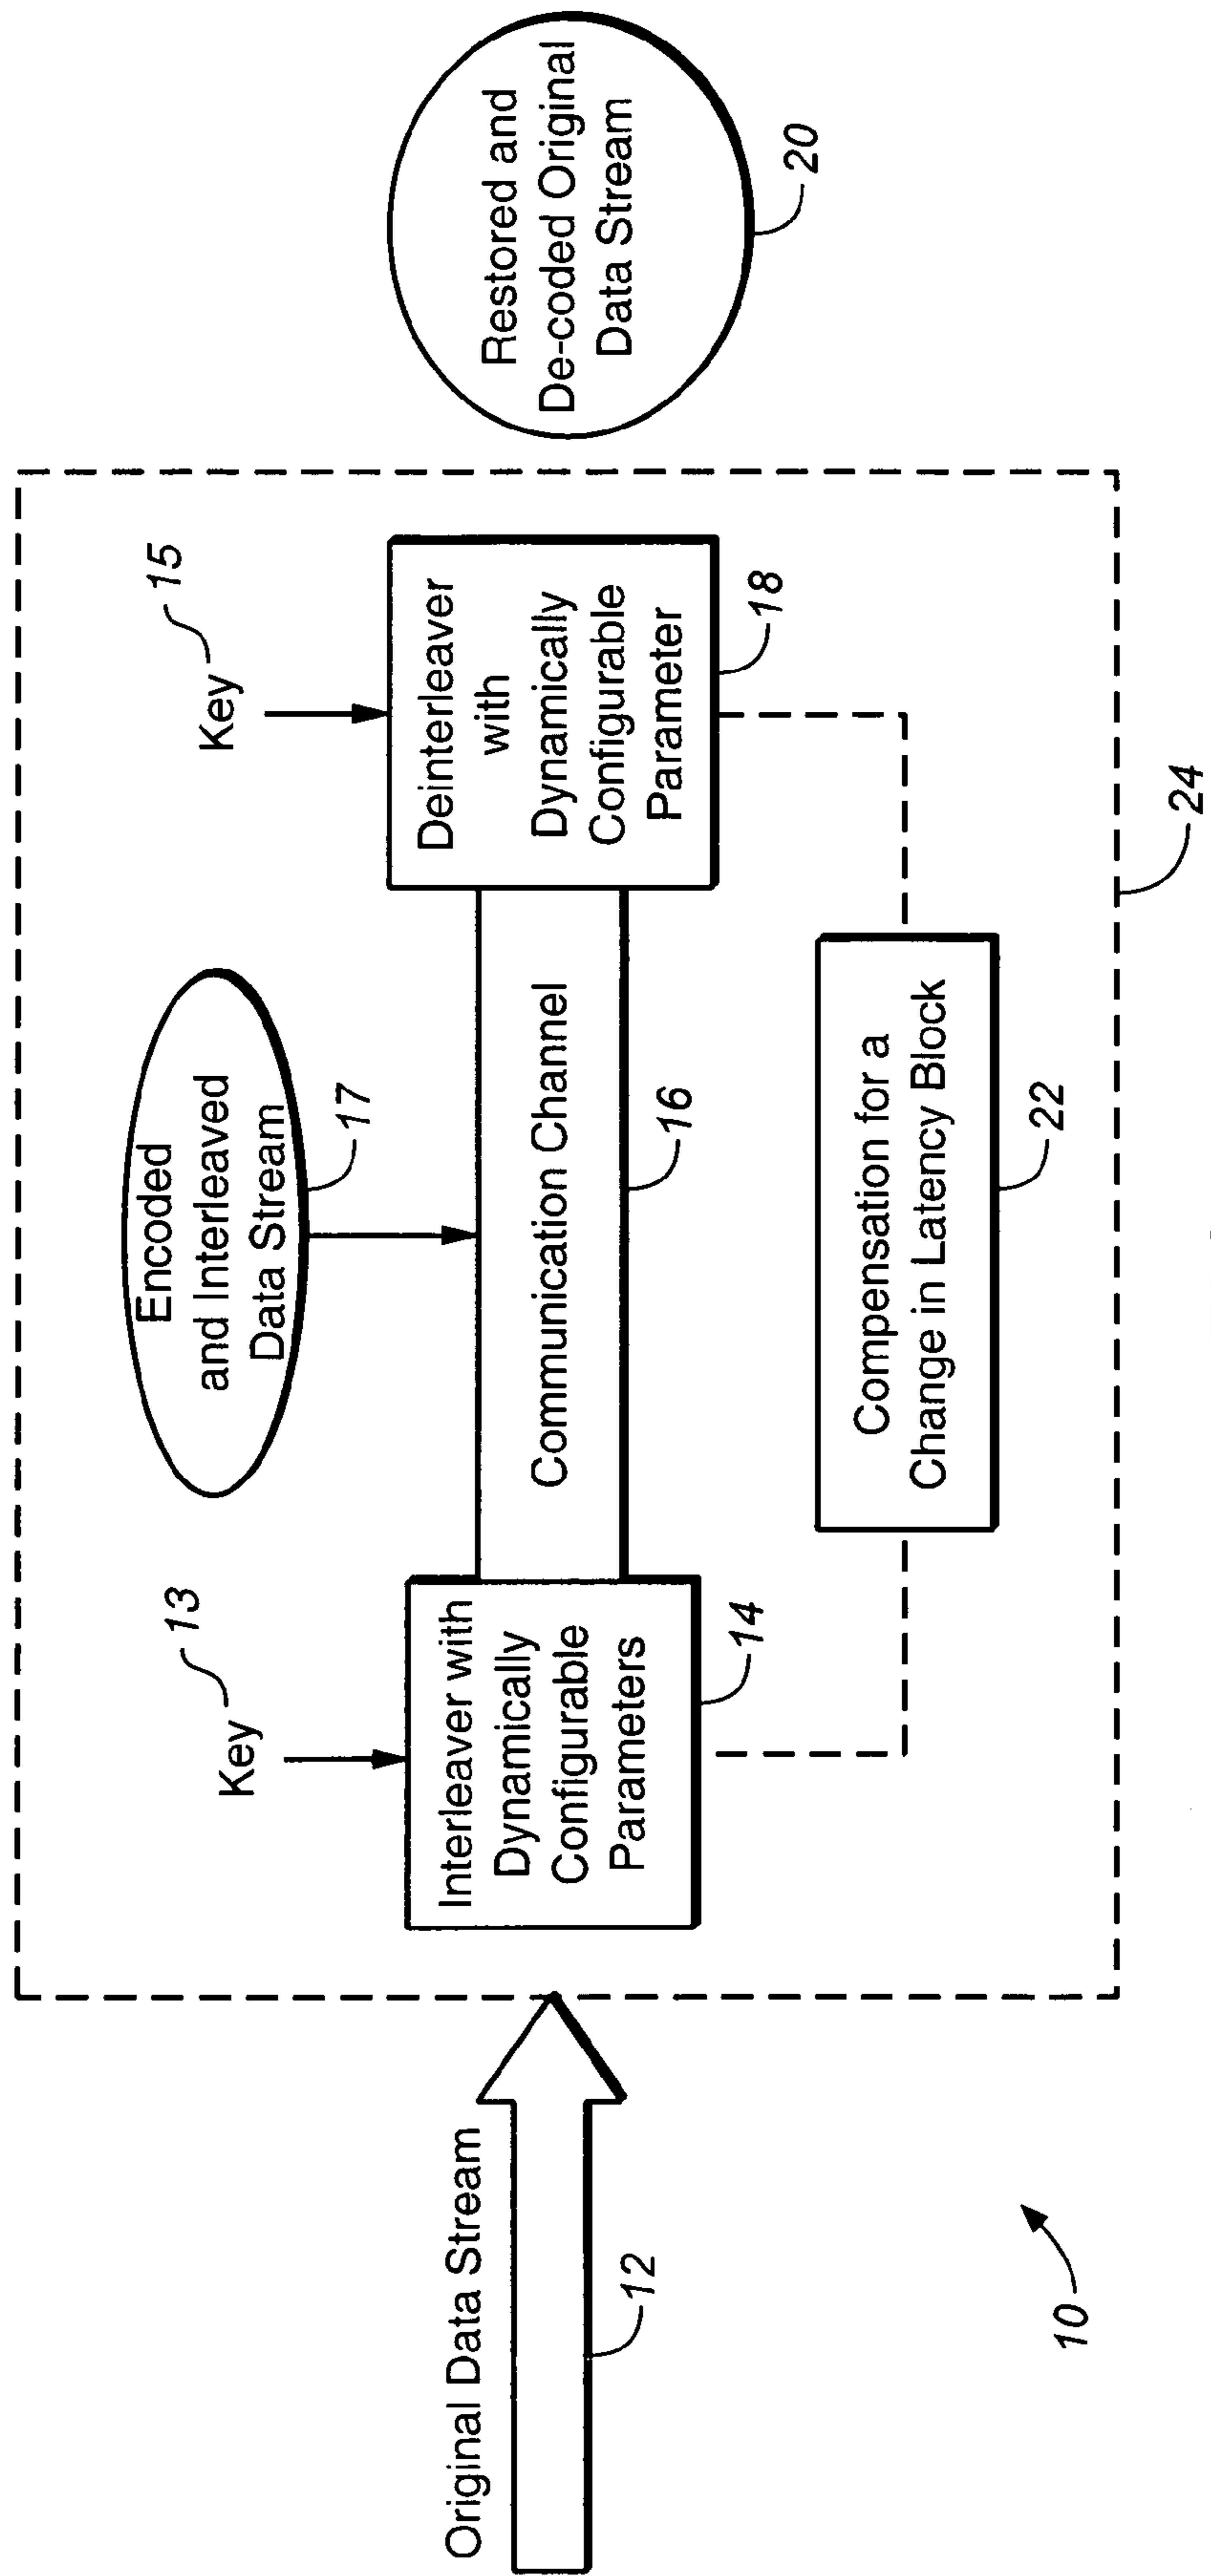 Original Data Stream
12
10
Key
13
Interleaver with
Dynamically
Configurable
Parameters
14
Encoded
and Interleaved
Data Stream
17
Communication Channel
16
Compensation for a
Change in Latency Block
22
Key
15
Deinterleaver
with
Dynamically
Configurable
Parameter
18
24
Restored and
De-coded Original
Data Stream
20